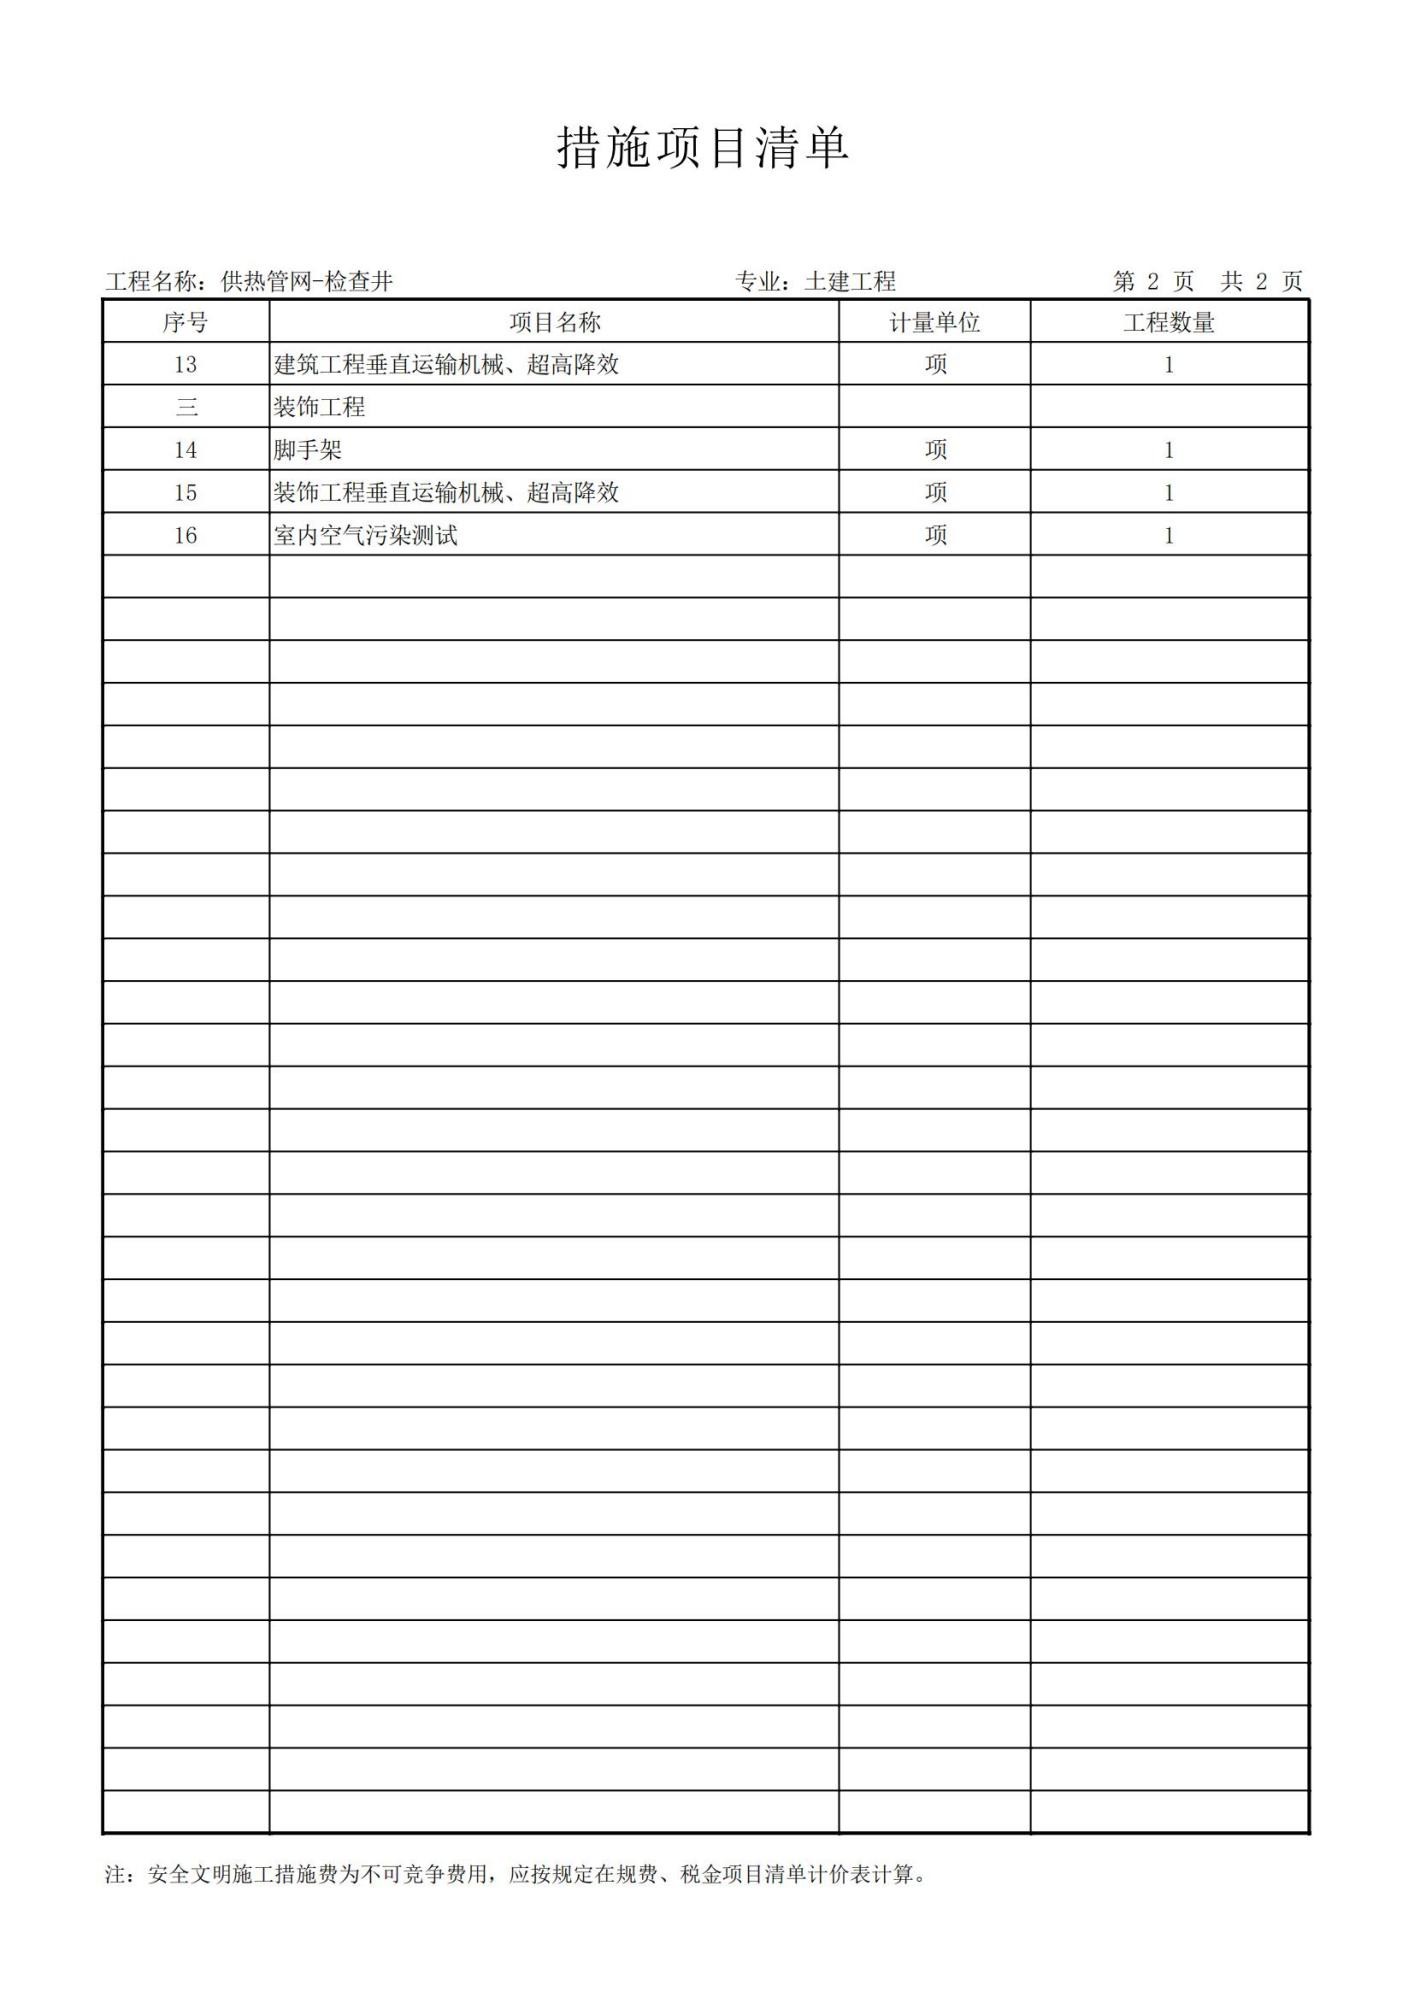 措施项目清单
工程名称：供热管网-检查井 专业：土建工程 第 2 页 共 2 页
序号 项目名称 计量单位 工程数量
13 建筑工程垂直运输机械、超高降效 项 1
三 装饰工程
14 脚手架 项 1
15 装饰工程垂直运输机械、超高降效 项 1
16 室内空气污染测试 项 1
注：安全文明施工措施费为不可竞争费用，应按规定在规费、税金项目清单计价表计算。